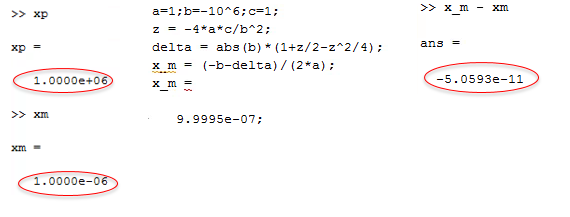 >> xp
xp =
1.0000e+06
>> xm
xm =
1.0000e-06
a=1;b=-10^6;c=1;
z = -4*a*c/b^2;
delta = abs(b)*(1+z/2-z^2/4);
x_m = (-b-delta)/(2*a);
x_m =
9.9995e-07;
>> x_m - xm
ans =
-5.0593e-11